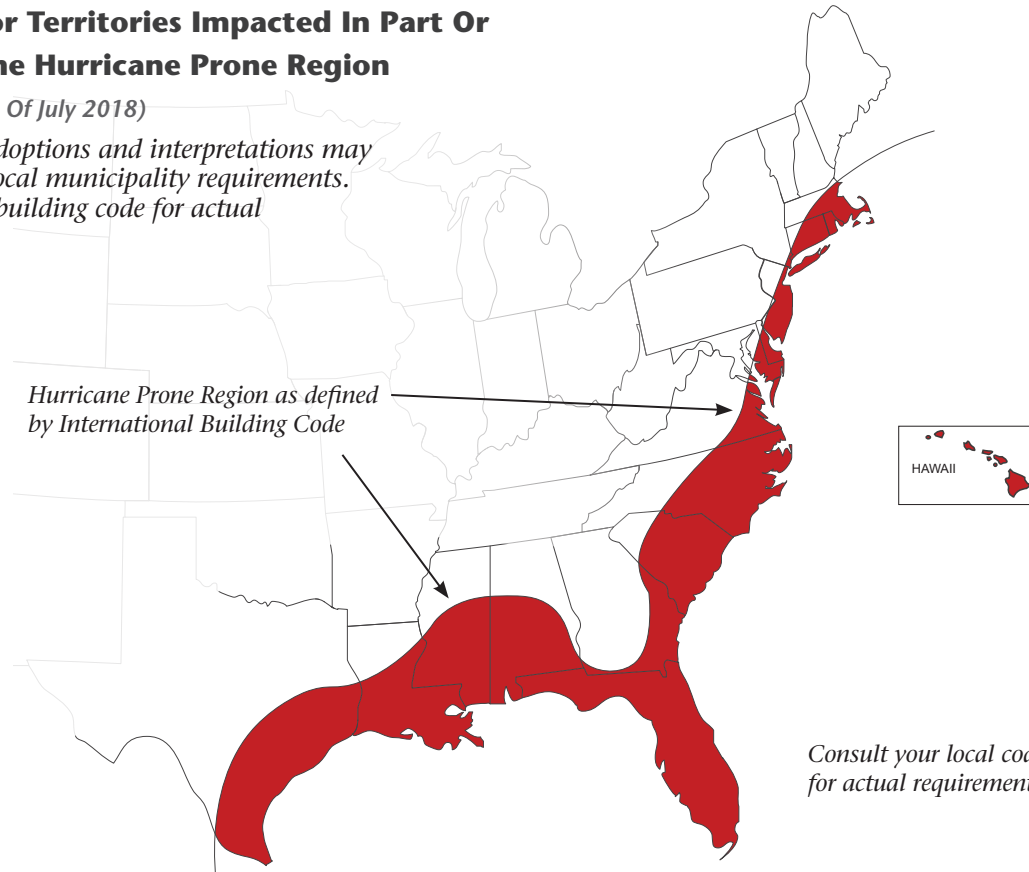 or Territories Impacted In Part Or
ne Hurricane Prone Region
Of July 2018)
doptions and interpretations may
ocal municipality requirements.
building code for actual
Hurricane Prone Region as defined
by International Building Code
HAWAII
Consult your local cod
for actual requirement